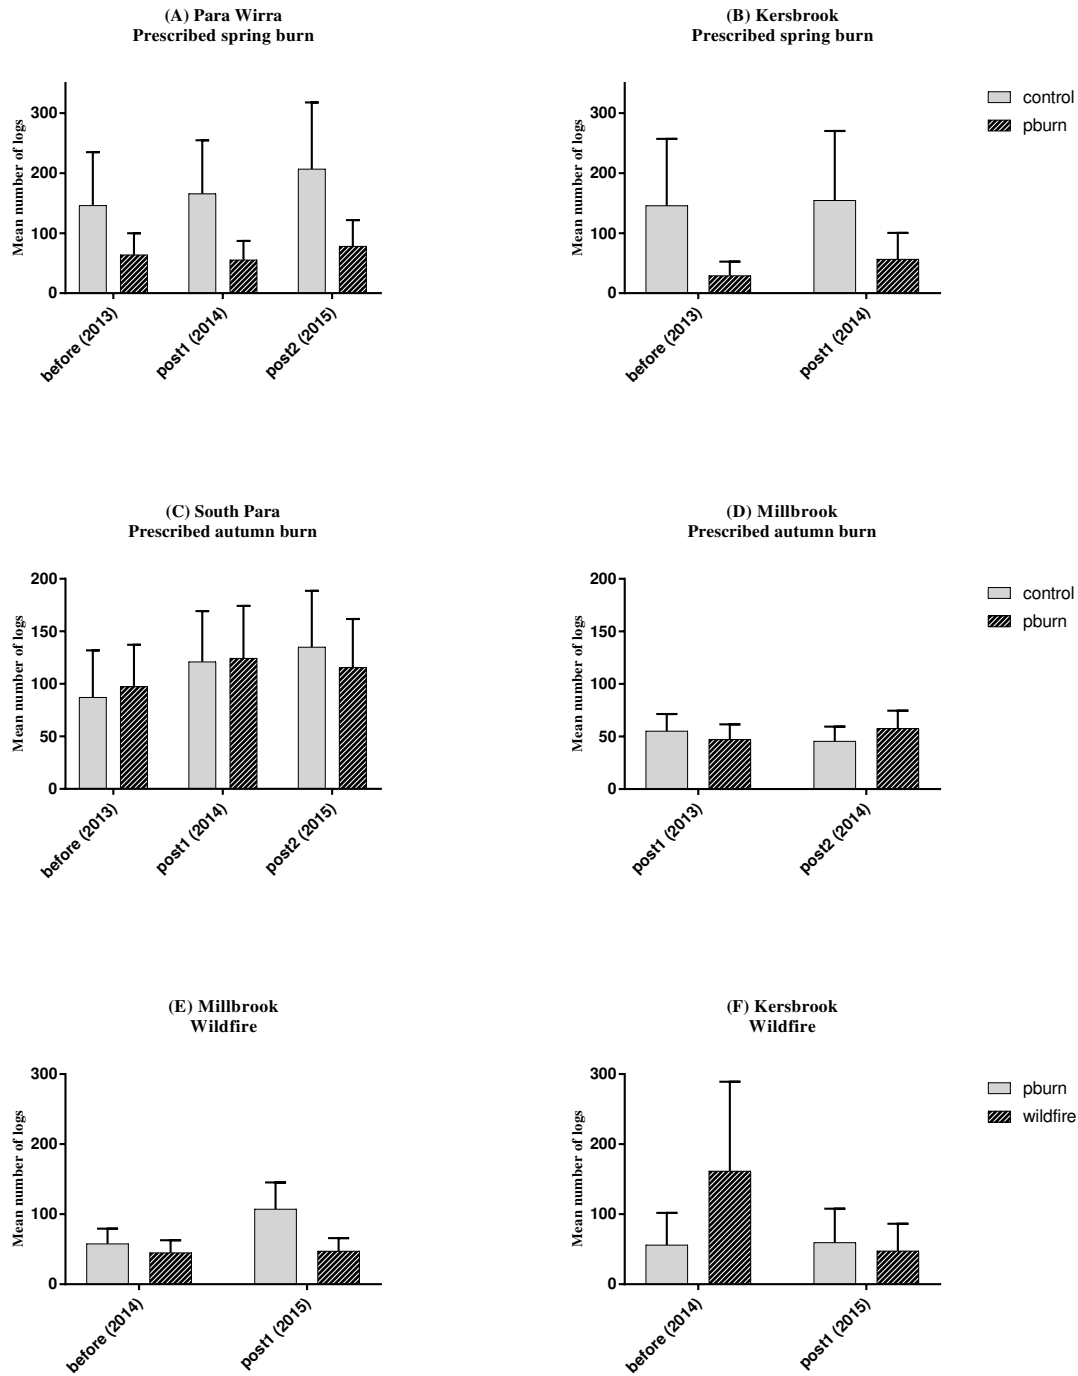 (A) Para Wirra
Prescribed spring burn
Mean number of logs
300
200
100
0
before (2013)
post1 (2014)
post2 (2015)
(B) Kersbrook
Prescribed spring burn
Mean number of logs
300
200
100
0
before (2013)
post1 (2014)
control
pburn
(C) South Para
Prescribed autumn burn
Mean number of logs
200
150
100
50
0
before (2013)
post1 (2014)
post2 (2015)
(D) Millbrook
Prescribed autumn burn
Mean number of logs
200
150
100
50
0
post1 (2013)
post2 (2014)
control
pburn
(E) Millbrook
Wildfire
Mean number of logs
300
200
100
0
before (2014)
post1 (2015)
(F) Kersbrook
Wildfire
Mean number of logs
300
200
100
0
before (2014)
post1 (2015)
pburn
wildfire